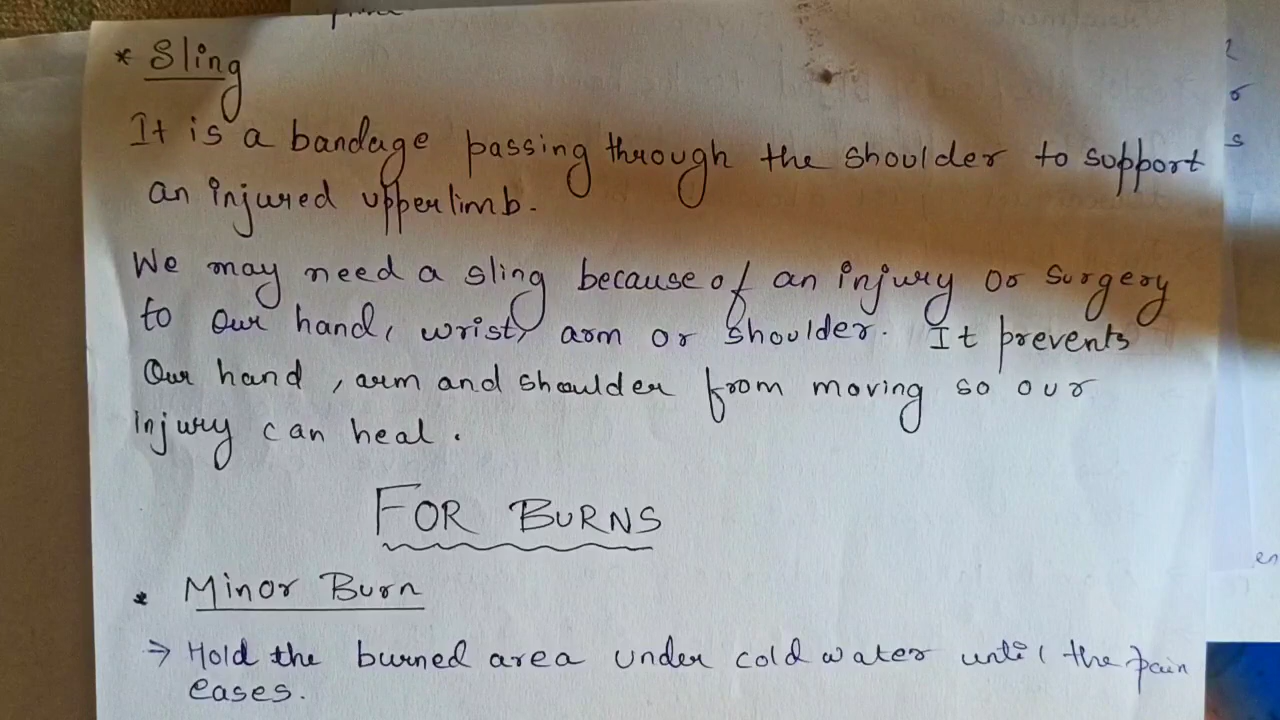 * Sling
It is a bandage passing through the shoulder to support
an injured upperlimb.
We may need a sling because of an injury or surgery
to our hand, wrist, arm or shoulder. It prevents
Our hand, arm and shoulder from moving so our
injury can heal.
FOR BURNS
* Minor Burn
→ Hold the burned area under cold water until the pain
eases.